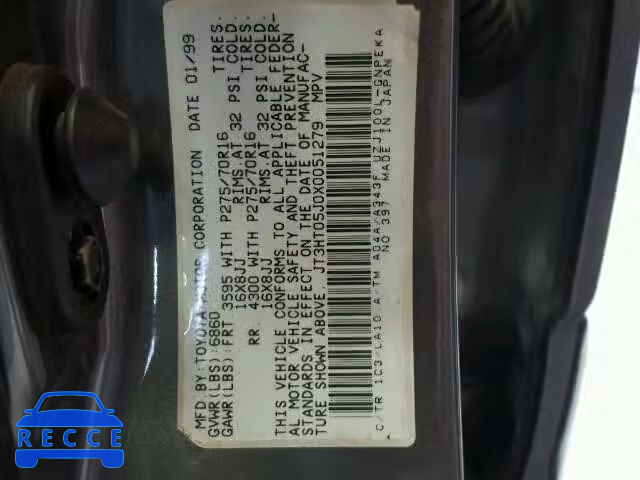 MFD.BY:TOYOTA MOTOR CORPORATION DATE 01/99
GVWR(LBS):6860
GAWR(LBS):FRT 3595 WITH P275/70R16 TIRES.
16X8JJ RIMS.AT 32 PSI COLD.
RR. 4300 WITH P275/70R16 TIRES.
16X8JJ RIMS.AT 32 PSI COLD.
THIS VEHICLE CONFORMS TO ALL APPLICABLE FEDER-
AL MOTOR VEHICLE SAFETY AND THEFT PREVENTION
STANDARDS IN EFFECT ON THE DATE OF MANUFAC-
TURE SHOWN ABOVE. JT3HT05J0X0051279 MPV
C/TR 1C3/LA10 A/TM A04A/A343F UZJ100L-GNPEKA
NO 397 MADE IN JAPAN
RECCE